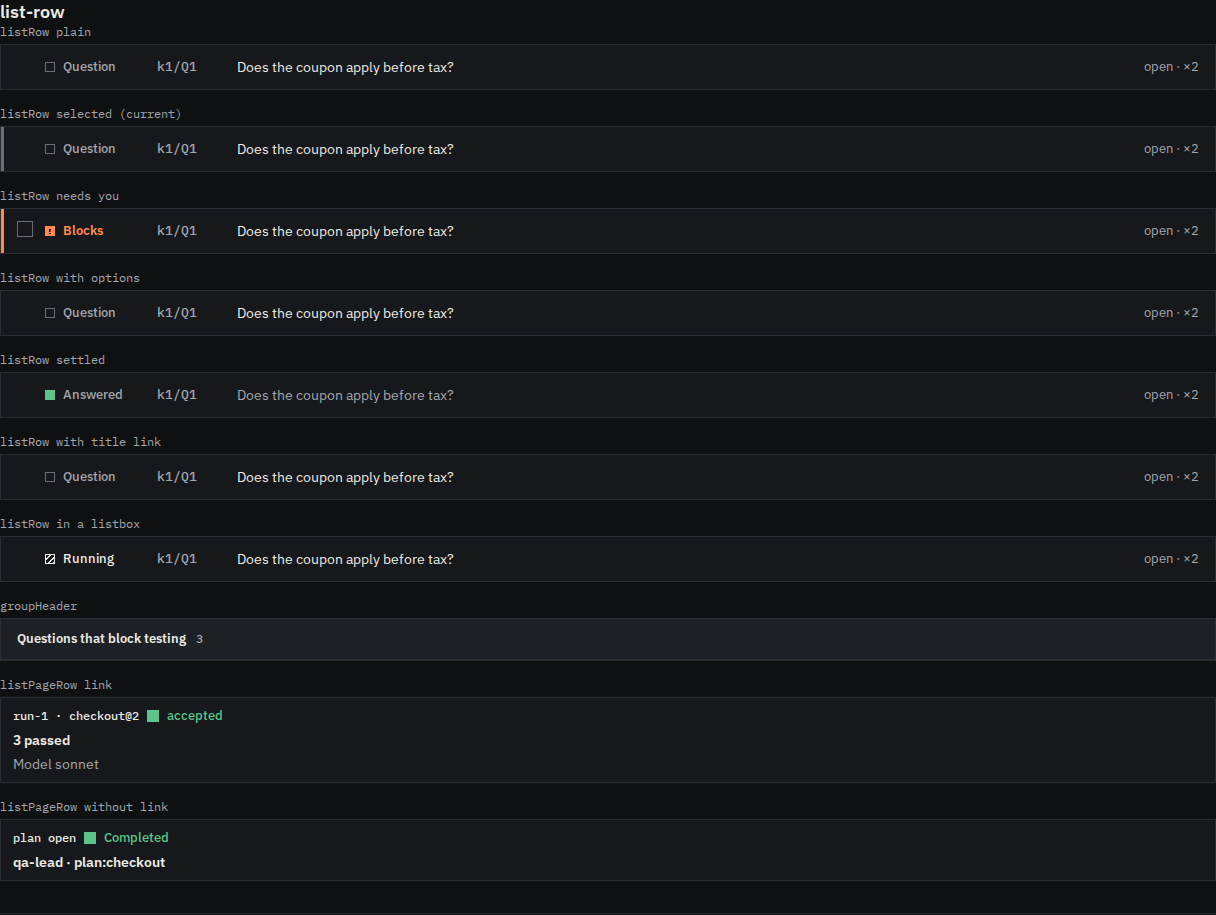 list-row
listRow plain
Question k1/Q1 Does the coupon apply before tax? open · ×2
listRow selected (current)
Question k1/Q1 Does the coupon apply before tax? open · ×2
listRow needs you
! Blocks k1/Q1 Does the coupon apply before tax? open · ×2
listRow with options
Question k1/Q1 Does the coupon apply before tax? open · ×2
listRow settled
Answered k1/Q1 Does the coupon apply before tax? open · ×2
listRow with title link
Question k1/Q1 Does the coupon apply before tax? open · ×2
listRow in a listbox
Running k1/Q1 Does the coupon apply before tax? open · ×2
groupHeader
Questions that block testing 3
listPageRow link
run-1 · checkout@2 accepted
3 passed
Model sonnet
listPageRow without link
plan open Completed
qa-lead · plan:checkout